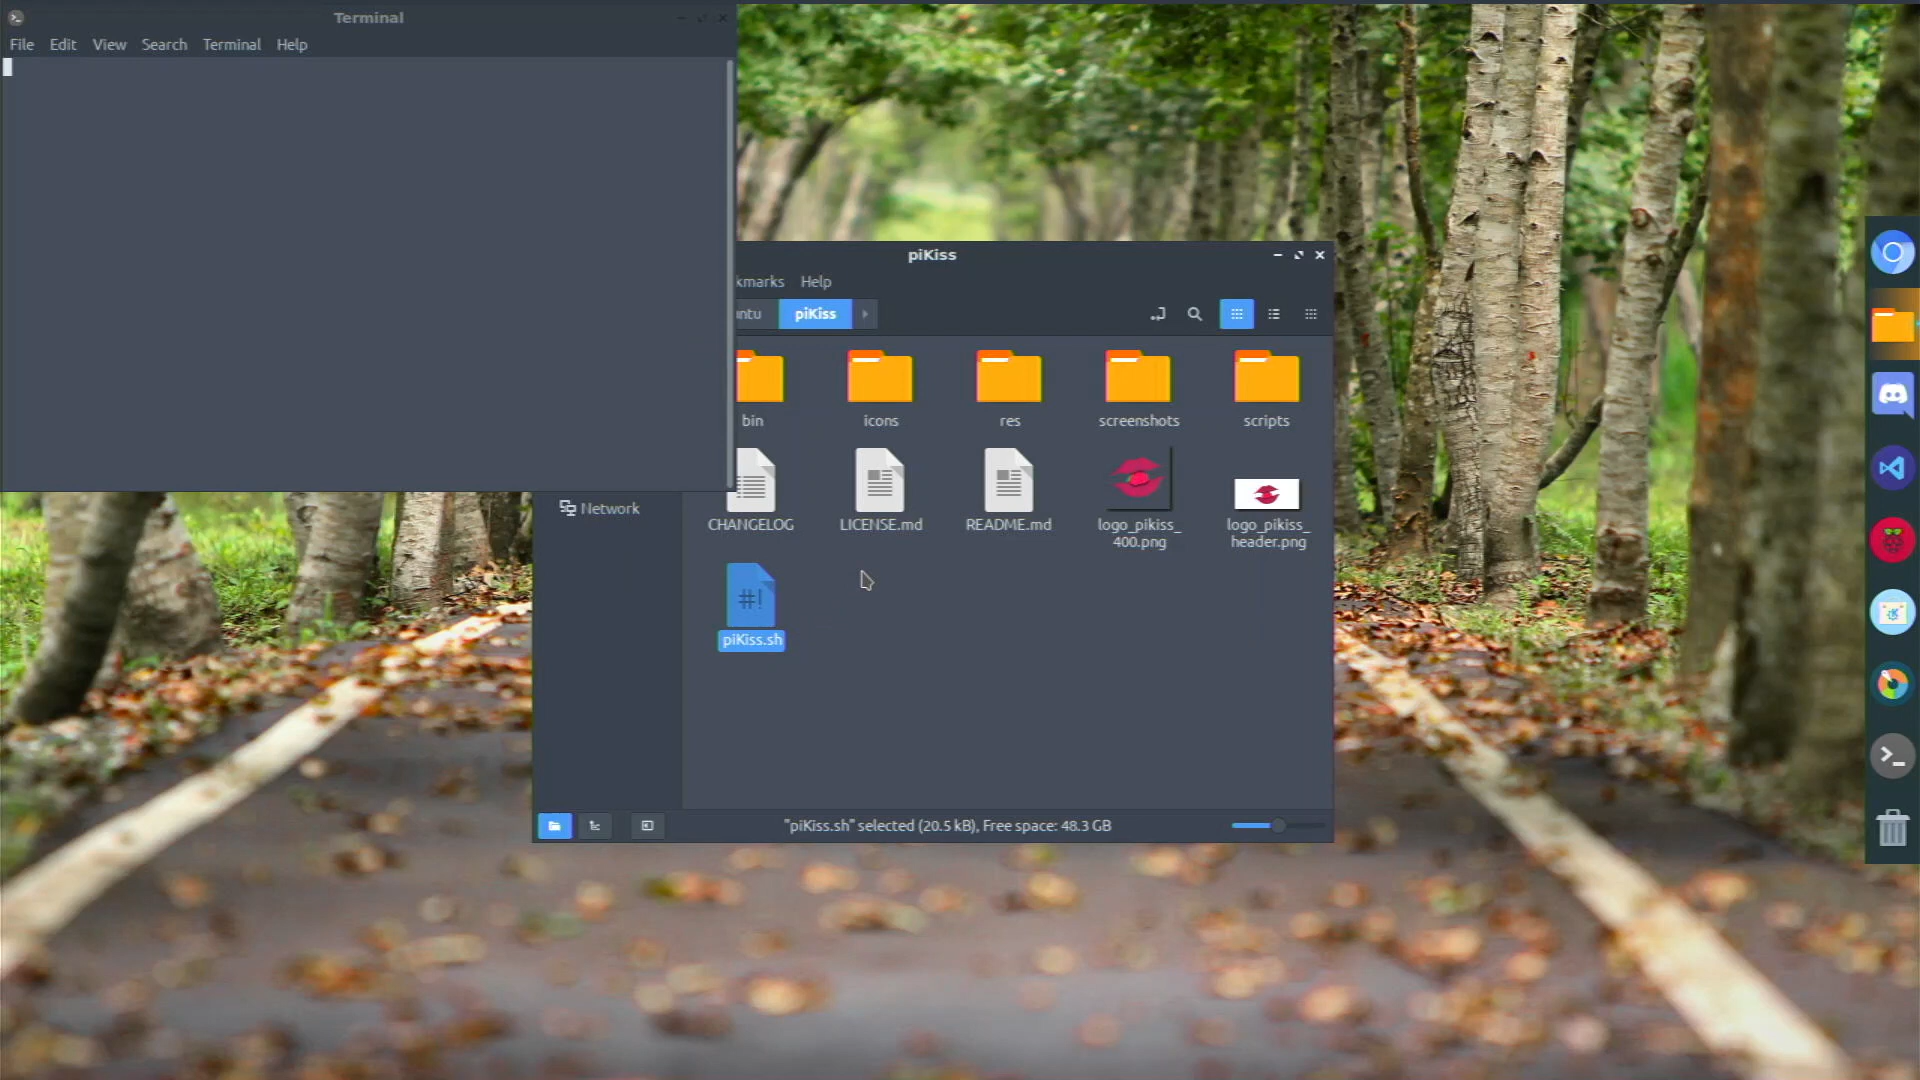 Terminal
File Edit View Search Terminal Help
piKiss
kmarks Help
ntu piKiss
bin icons res screenshots scripts
CHANGELOG LICENSE.md README.md logo_pikiss_
400.png logo_pikiss_
header.png
#!
piKiss.sh
Network
"piKiss.sh" selected (20.5 kB), Free space: 48.3 GB